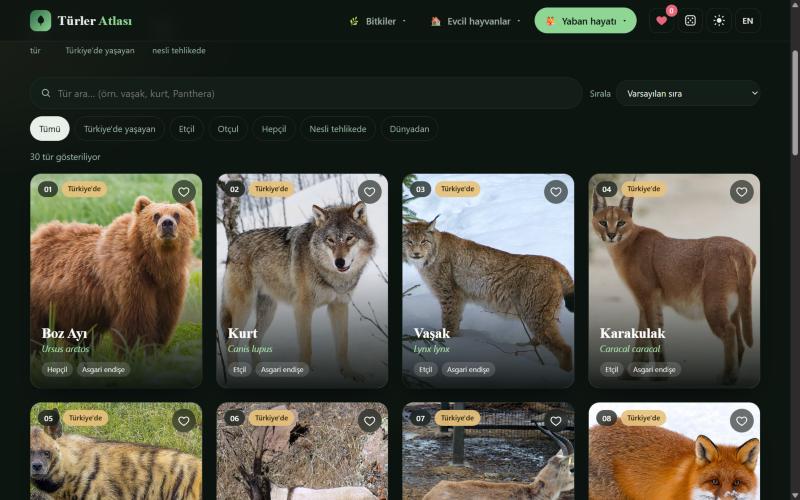 Türler Atlası
Bitkiler
Evcil hayvanlar
Yaban hayatı
0
EN
tür
Türkiye'de yaşayan
nesli tehlikede
Tür ara... (örn. vaşak, kurt, Panthera)
Sırala
Varsayılan sıra
Tümü
Türkiye'de yaşayan
Etçil
Otçul
Hepçil
Nesli tehlikede
Dünyadan
30 tür gösteriliyor
01 Türkiye'de
Boz Ayı
Ursus arctos
Hepçil Asgari endişe
02 Türkiye'de
Kurt
Canis lupus
Etçil Asgari endişe
03 Türkiye'de
Vaşak
Lynx lynx
Etçil Asgari endişe
04 Türkiye'de
Karakulak
Caracal caracal
Etçil Asgari endişe
05 Türkiye'de
06 Türkiye'de
07 Türkiye'de
08 Türkiye'de